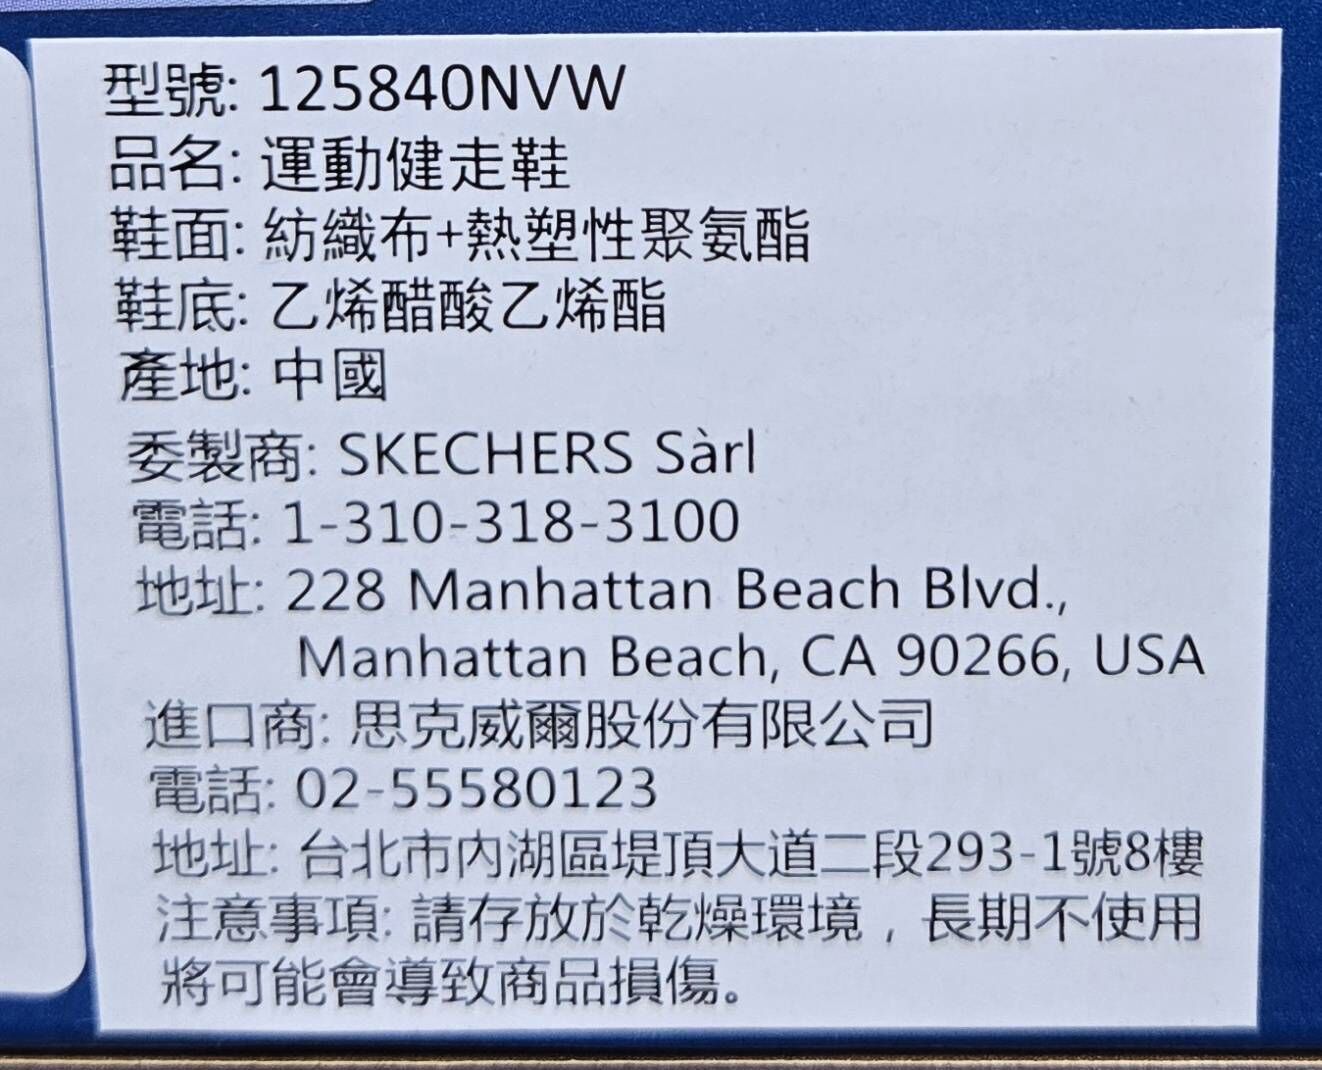 型號: 125840NVW
品名: 運動健走鞋
鞋面: 紡織布+熱塑性聚氨酯
鞋底: 乙烯醋酸乙烯酯
產地: 中國
委製商: SKECHERS Sàrl
電話: 1-310-318-3100
地址: 228 Manhattan Beach Blvd.,
Manhattan Beach, CA 90266, USA
進口商: 思克威爾股份有限公司
電話: 02-55580123
地址: 台北市內湖區堤頂大道二段293-1號8樓
注意事項: 請存放於乾燥環境，長期不使用
將可能會導致商品損傷。